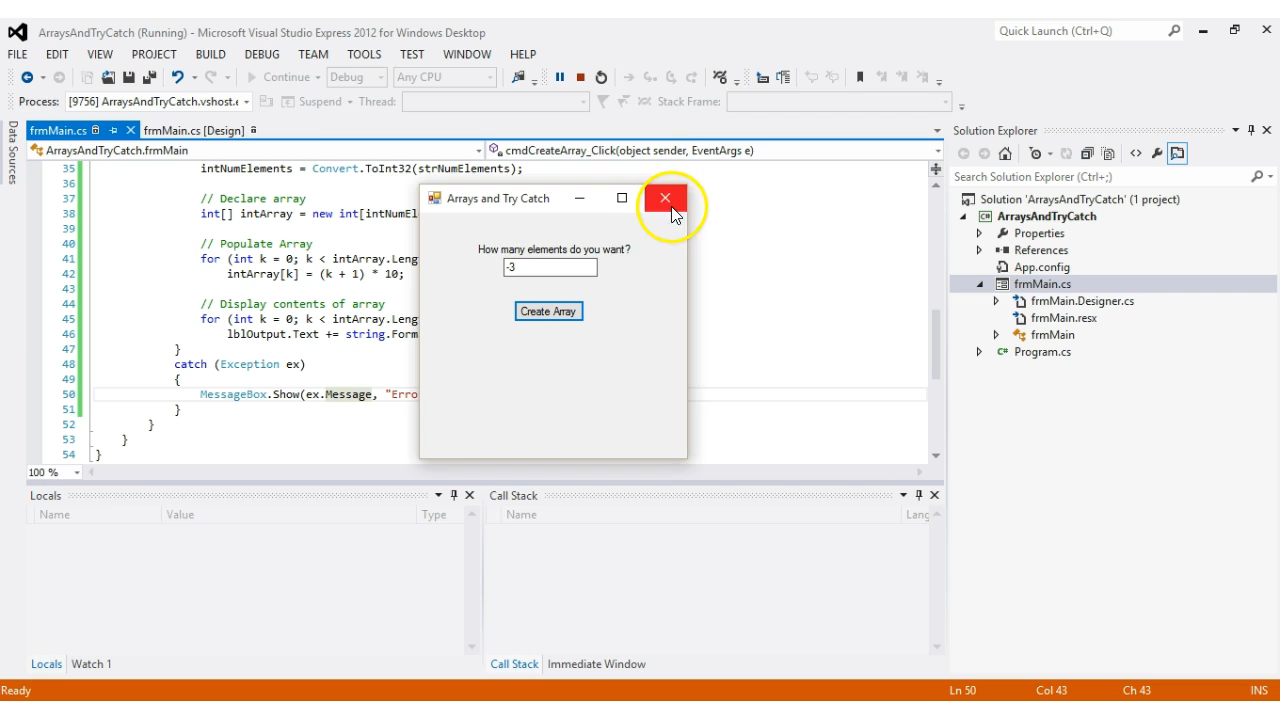 ArraysAndTryCatch (Running) - Microsoft Visual Studio Express 2012 for Windows Desktop
Quick Launch (Ctrl+Q)
FILE EDIT VIEW PROJECT BUILD DEBUG TEAM TOOLS TEST WINDOW HELP
Continue Debug Any CPU
Process: [9756] ArraysAndTryCatch.vshost.e Suspend Thread: Stack Frame:
Data Sources
frmMain.cs frmMain.cs [Design]
ArraysAndTryCatch.frmMain cmdCreateArray_Click(object sender, EventArgs e)
35 intNumElements = Convert.ToInt32(strNumElements);
36
37 // Declare array
38 int[] intArray = new int[intNumEl
39
40 // Populate Array
41 for (int k = 0; k < intArray.Leng
42 intArray[k] = (k + 1) * 10;
43
44 // Display contents of array
45 for (int k = 0; k < intArray.Leng
46 lblOutput.Text += string.Form
47 }
48 catch (Exception ex)
49 {
50 MessageBox.Show(ex.Message, "Erro
51 }
52 }
53 }
54 }
100 %
Arrays and Try Catch
How many elements do you want?
-3
Create Array
Solution Explorer
Search Solution Explorer (Ctrl+;)
Solution 'ArraysAndTryCatch' (1 project)
C# ArraysAndTryCatch
Properties
References
App.config
frmMain.cs
frmMain.Designer.cs
frmMain.resx
frmMain
C# Program.cs
Locals
Name Value Type
Call Stack
Name Lang
Locals Watch 1
Call Stack Immediate Window
Ready Ln 50 Col 43 Ch 43 INS